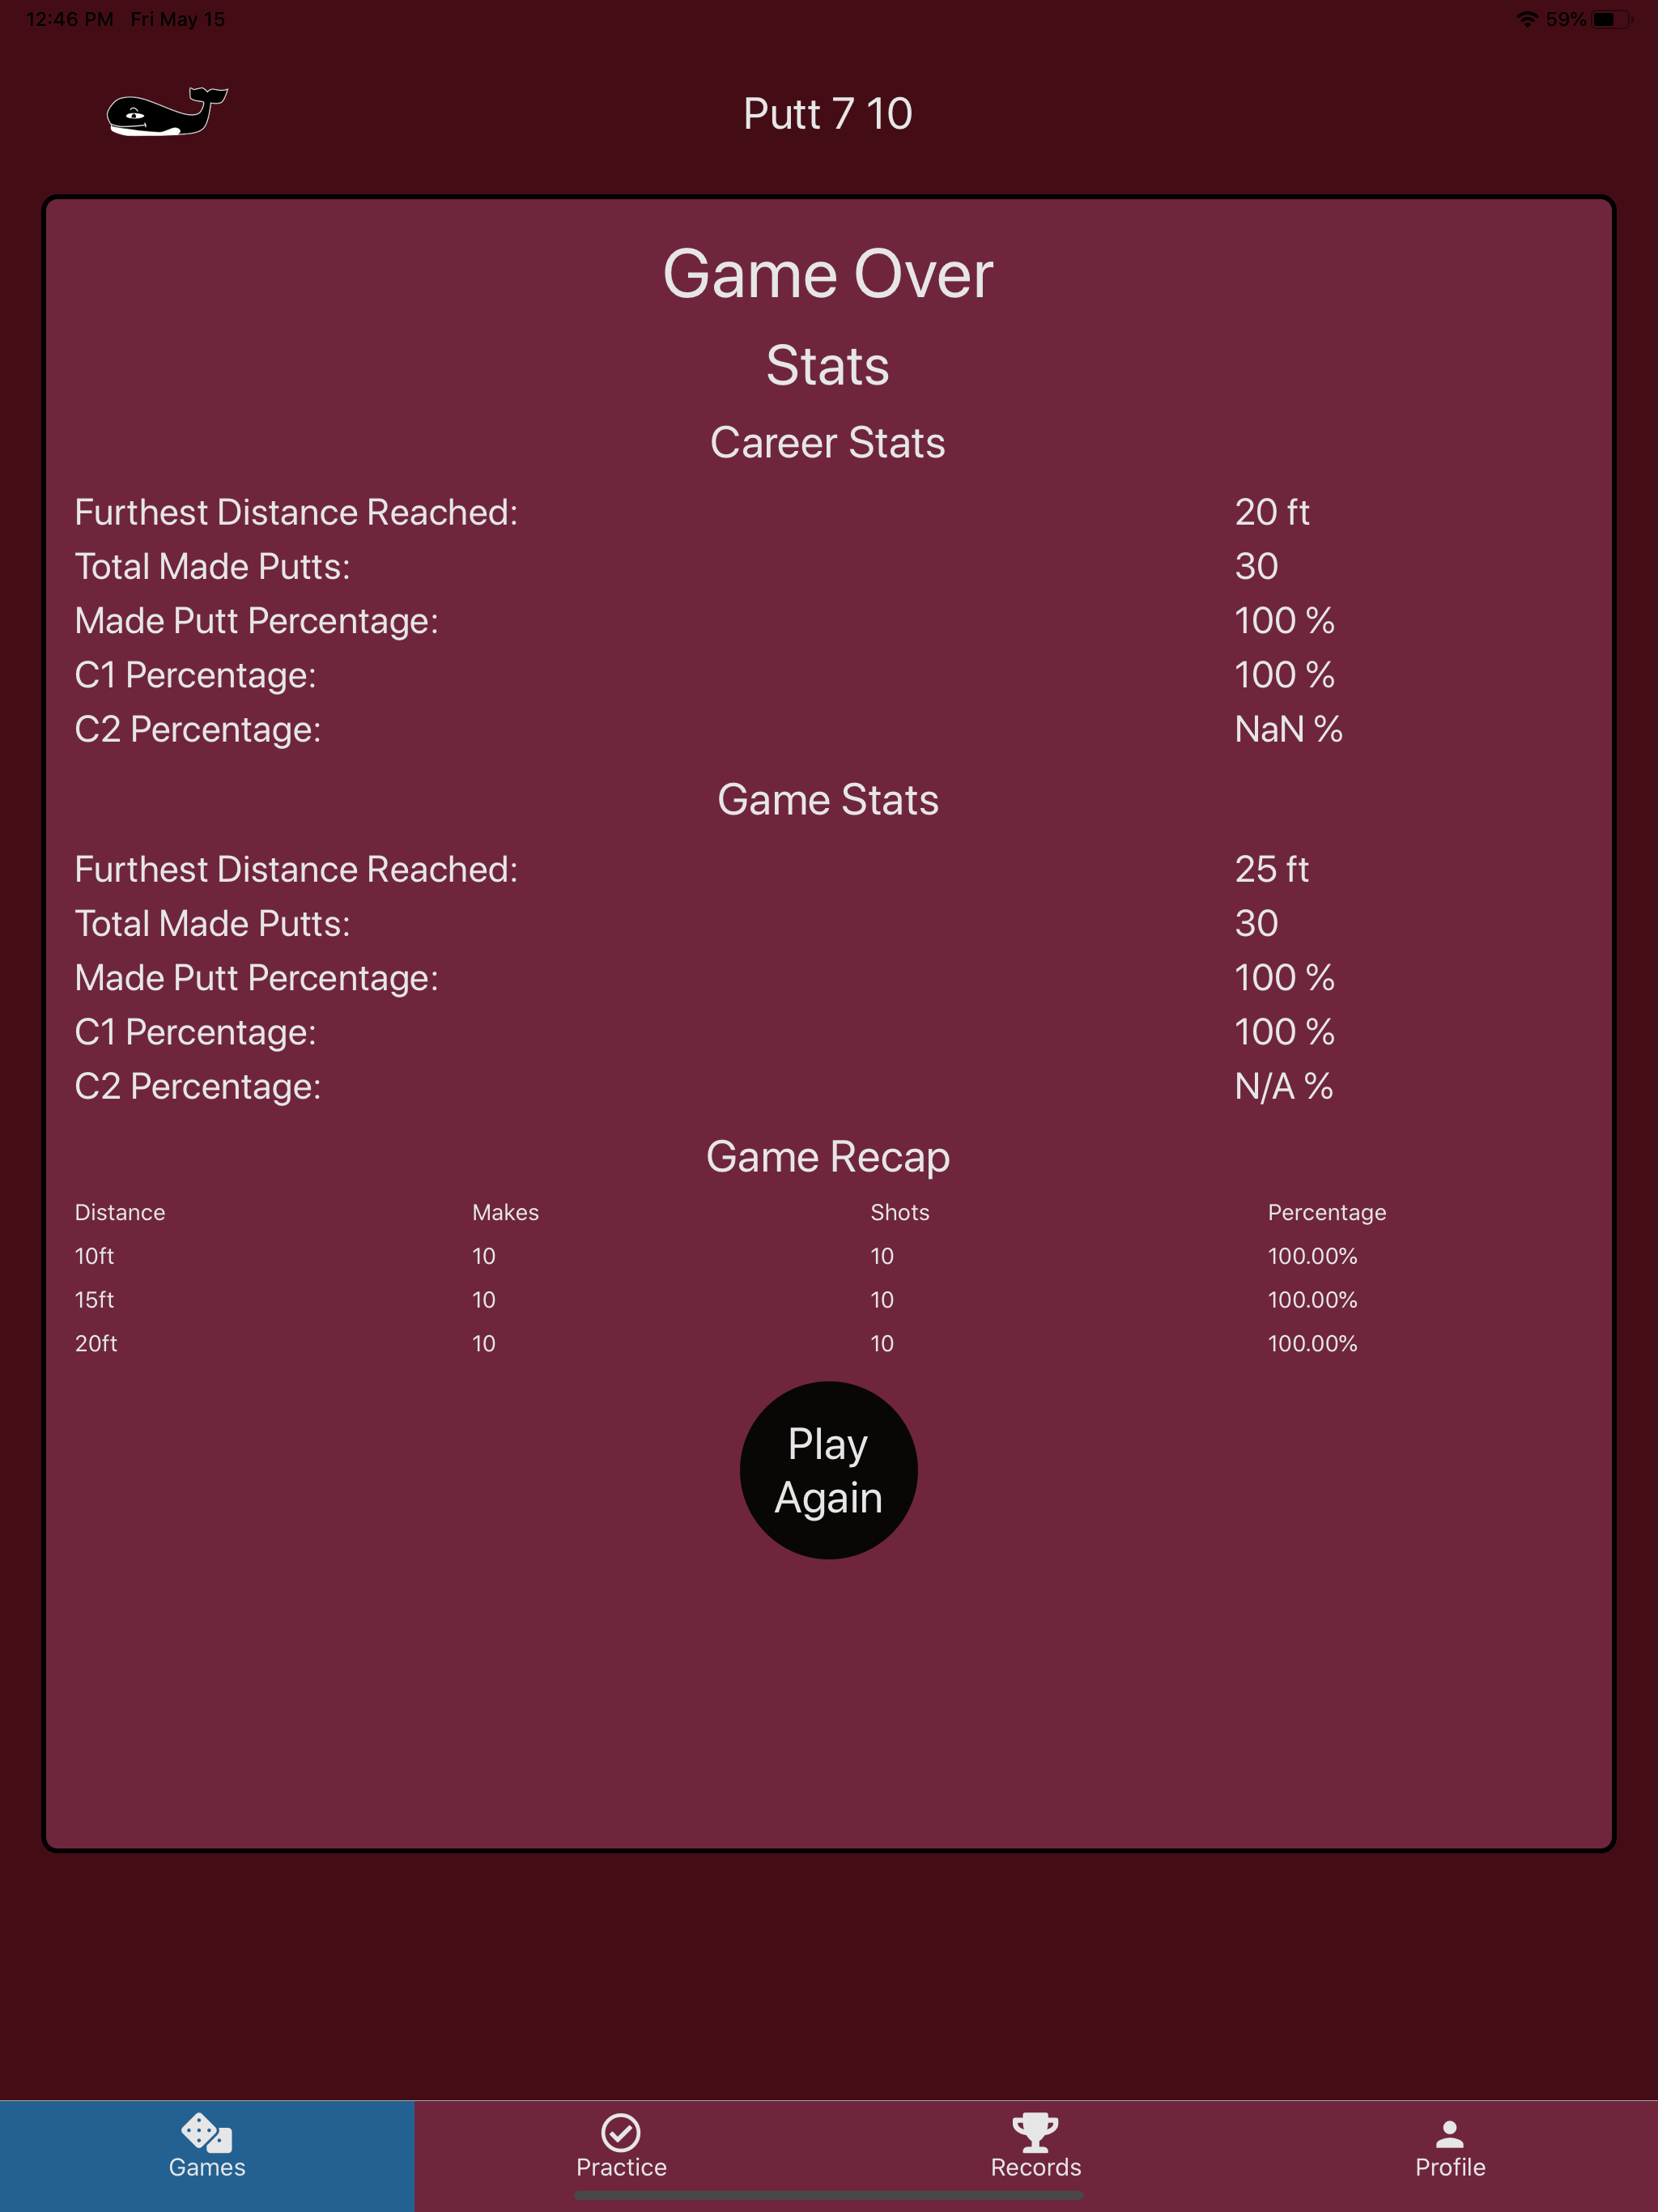 12:46 PM Fri May 15 59%
Putt 7 10
Game Over
Stats
Career Stats
Furthest Distance Reached: 20 ft
Total Made Putts: 30
Made Putt Percentage: 100 %
C1 Percentage: 100 %
C2 Percentage: NaN %
Game Stats
Furthest Distance Reached: 25 ft
Total Made Putts: 30
Made Putt Percentage: 100 %
C1 Percentage: 100 %
C2 Percentage: N/A %
Game Recap
Distance Makes Shots Percentage
10ft 10 10 100.00%
15ft 10 10 100.00%
20ft 10 10 100.00%
Play
Again
Games Practice Records Profile